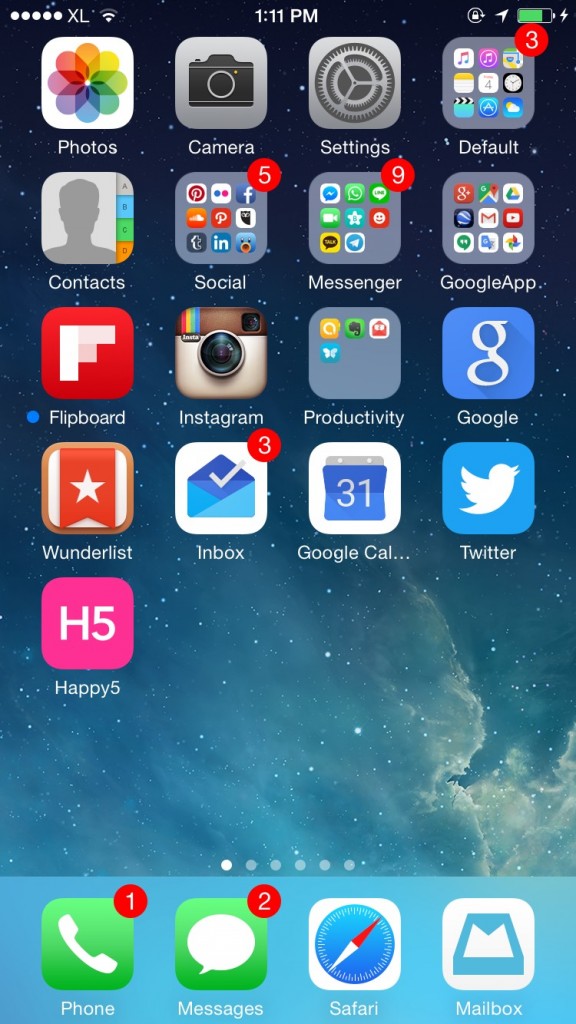 XL 1:11 PM
3
Photos Camera Settings Default
5 9
Contacts Social Messenger GoogleApp
Insta
Flipboard Instagram Productivity Google
3
31
Wunderlist Inbox Google Cal... Twitter
H5
Happy5
1 2
Phone Messages Safari Mailbox